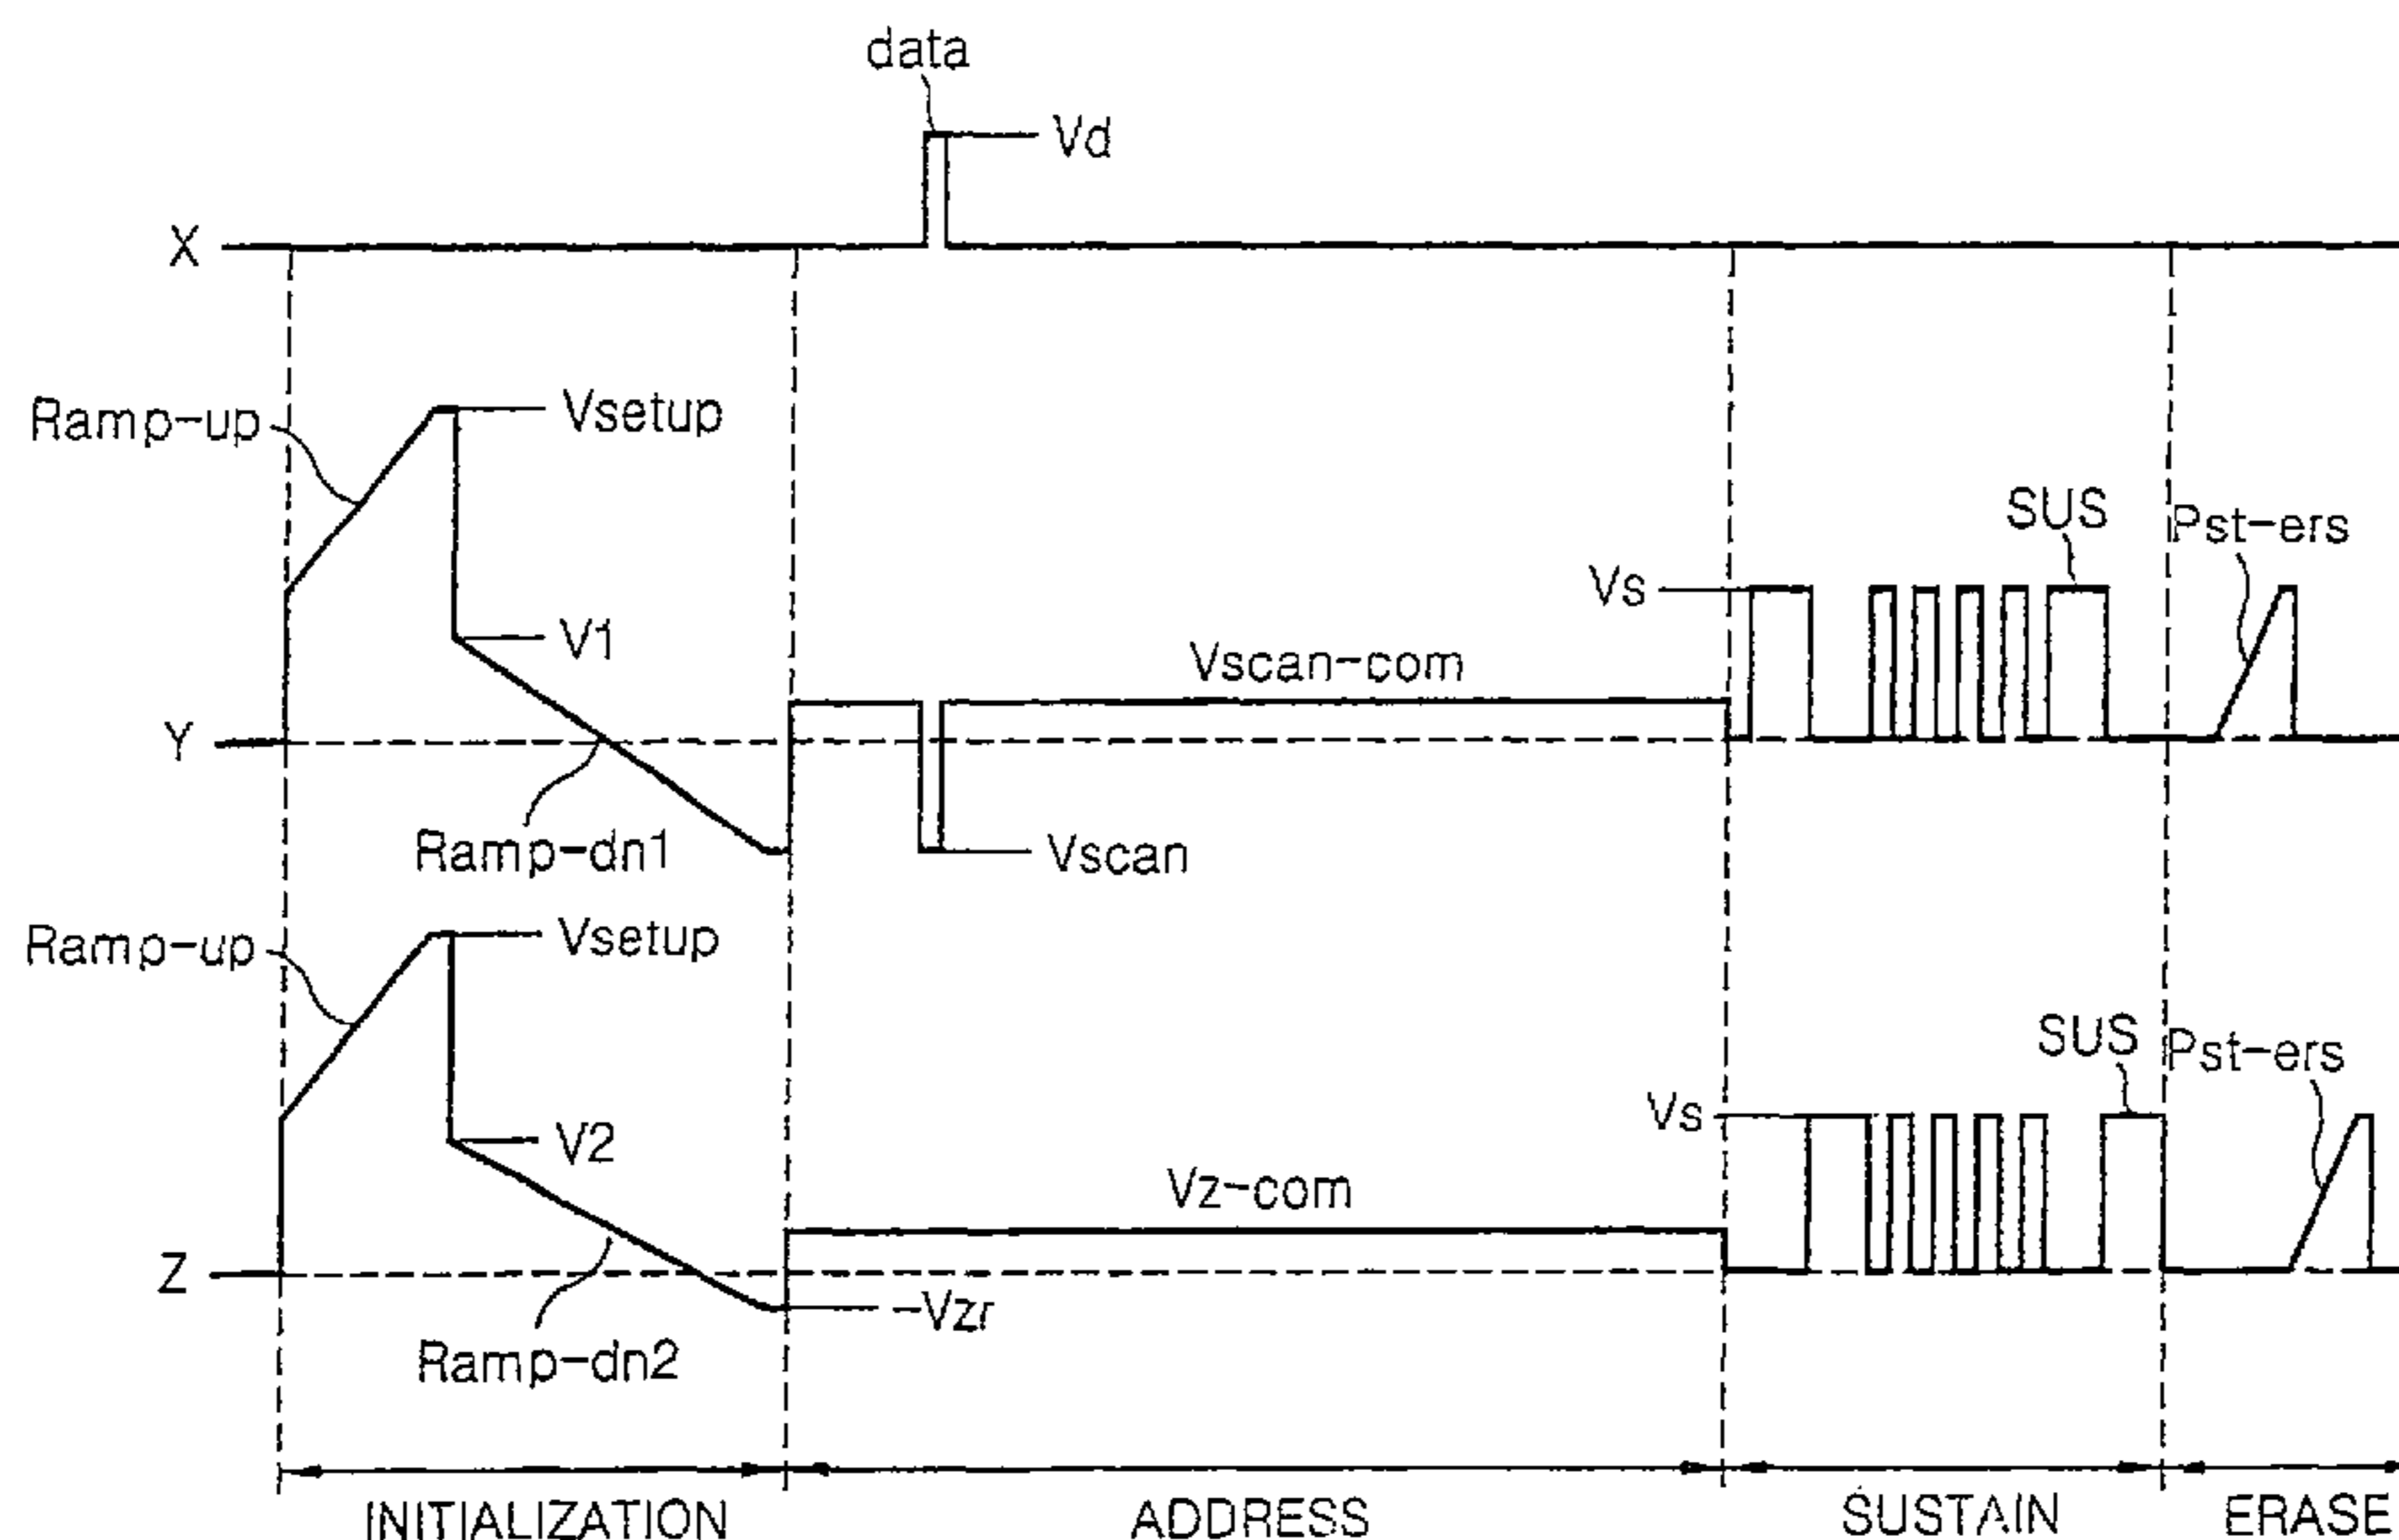 data
Vd
X
Ramp-up
Vsetup
V1
Y
Ramp-dn1
Vscan-com
Vscan
Vs
SUS
Pst-ers
Ramp-up
Vsetup
V2
Z
Ramp-dn2
-Vzr
Vz-com
Vs
SUS
Pst-ers
INITIALIZATION
ADDRESS
SUSTAIN
ERASE